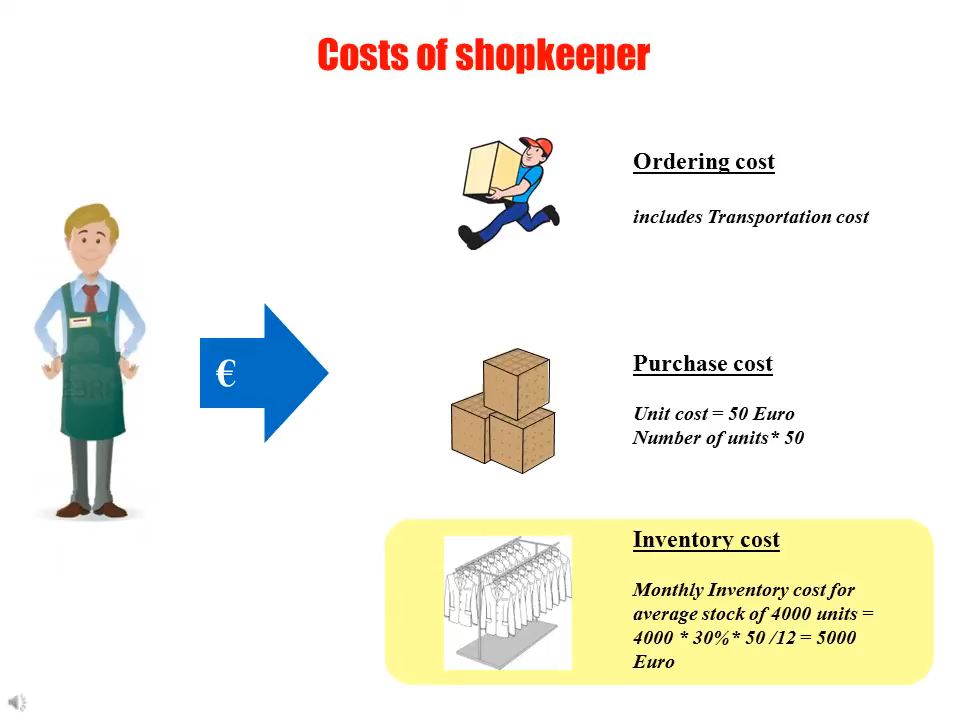 Costs of shopkeeper
Ordering cost
includes Transportation cost
€
Purchase cost
Unit cost = 50 Euro
Number of units* 50
Inventory cost
Monthly Inventory cost for
average stock of 4000 units =
4000 * 30%* 50 /12 = 5000
Euro